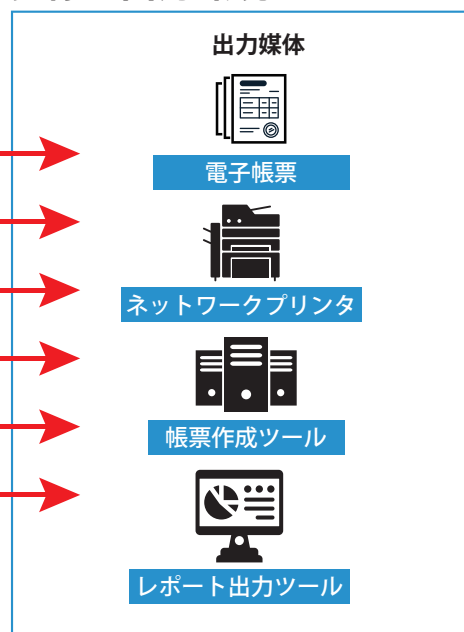 出力媒体
電子帳票
ネットワークプリンタ
帳票作成ツール
レポート出力ツール